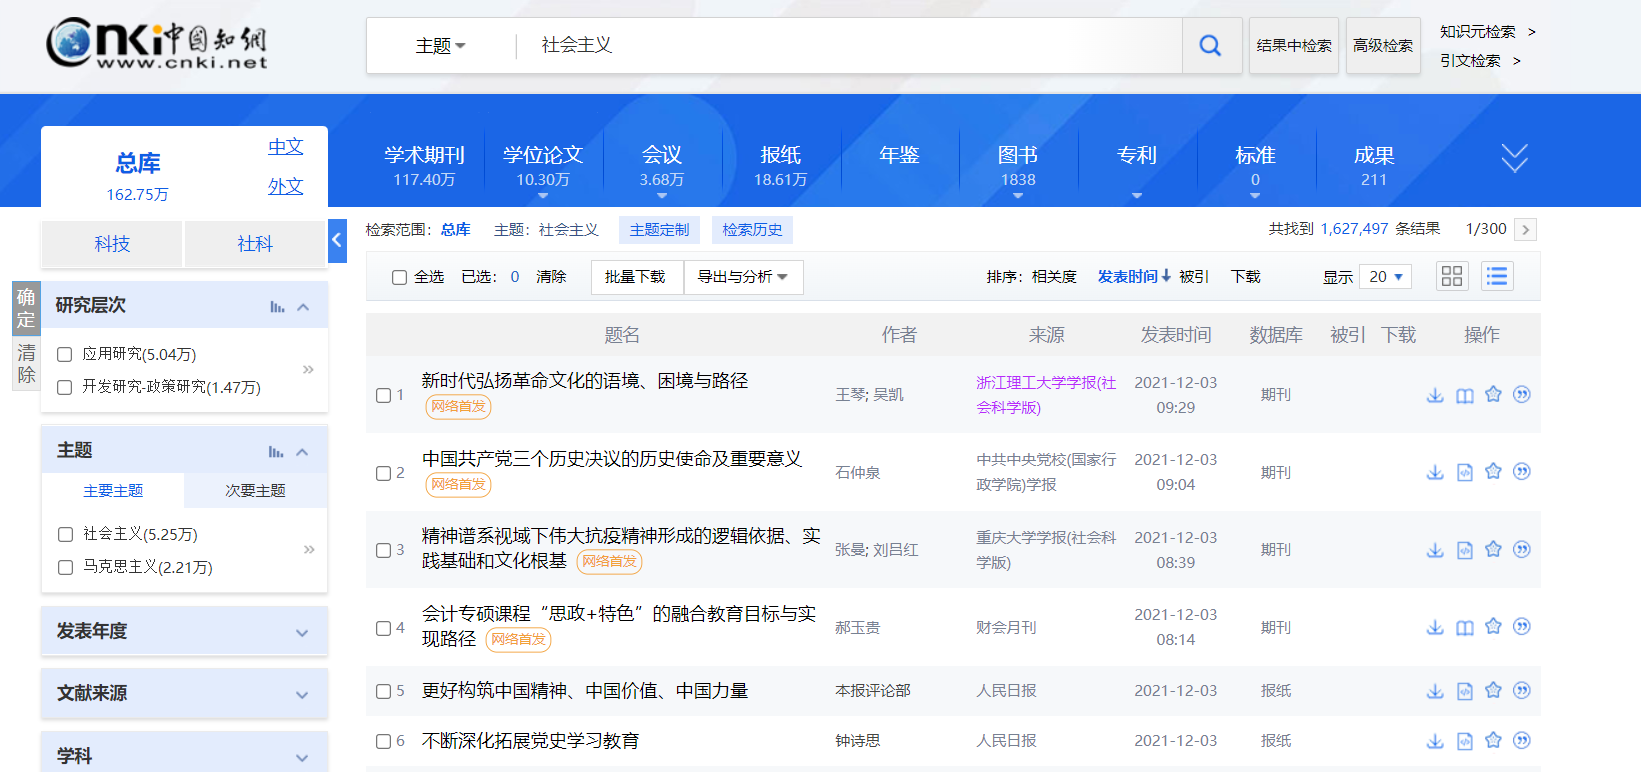 cnki中国知網
www.cnki.net
主题
社会主义
结果中检索
高级检索
知识元检索 >
引文检索 >
总库
162.75万
中文
外文
学术期刊
117.40万
学位论文
10.30万
会议
3.68万
报纸
18.61万
年鉴
图书
1838
专利
标准
0
成果
211
科技
社科
检索范围：总库 主题：社会主义 主题定制 检索历史
共找到 1,627,497 条结果 1/300 >
全选 已选：0 清除 批量下载 导出与分析
排序：相关度 发表时间↓ 被引 下载 显示 20
确定
清除
研究层次
应用研究(5.04万)
开发研究-政策研究(1.47万)
»
主题
主要主题
次要主题
社会主义(5.25万)
马克思主义(2.21万)
»
发表年度
文献来源
学科
题名 作者 来源 发表时间 数据库 被引 下载 操作
1
新时代弘扬革命文化的语境、困境与路径
网络首发
王琴; 吴凯
浙江理工大学学报(社
会科学版)
2021-12-03
09:29
期刊
2
中国共产党三个历史决议的历史使命及重要意义
网络首发
石仲泉
中共中央党校(国家行
政学院)学报
2021-12-03
09:04
期刊
3
精神谱系视域下伟大抗疫精神形成的逻辑依据、实
践基础和文化根基 网络首发
张曼; 刘吕红
重庆大学学报(社会科
学版)
2021-12-03
08:39
期刊
4
会计专硕课程“思政+特色”的融合教育目标与实
现路径 网络首发
郝玉贵
财会月刊
2021-12-03
08:14
期刊
5
更好构筑中国精神、中国价值、中国力量
本报评论部
人民日报
2021-12-03
报纸
6
不断深化拓展党史学习教育
钟诗思
人民日报
2021-12-03
报纸